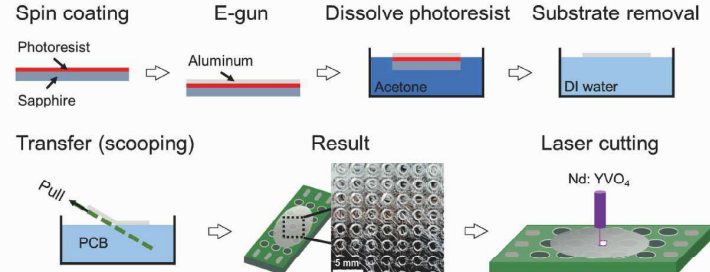 Spin coating
E-gun
Dissolve photoresist
Substrate removal
Photoresist
Sapphire
Aluminum
Acetone
DI water
Transfer (scooping)
Result
Laser cutting
Pull
PCB
5 mm
Nd: YVO₄